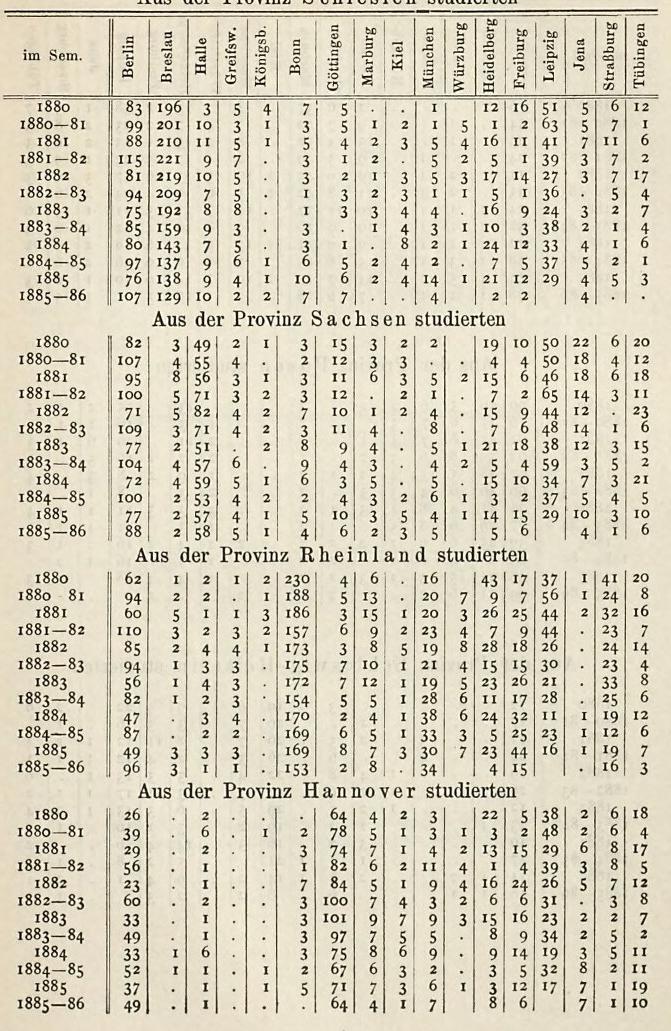 Aus der Provinz Schlesien studierten
im Sem. Berlin Breslau Halle Greifsw. Königsb. Bonn Göttingen Marburg Kiel München Würzburg Heidelberg Freiburg Leipzig Jena Straßburg Tübingen
1880 83 196 3 5 4 7 5 . . 1 12 16 51 5 6 12
1880—81 99 201 10 3 1 3 5 1 2 1 5 1 2 63 5 7 1
1881 88 210 11 5 1 5 4 2 3 5 4 16 11 41 7 11 6
1881—82 115 221 9 7 . 3 1 2 . 5 2 5 1 39 3 7 2
1882 81 219 10 5 . 3 2 1 3 5 3 17 14 27 3 7 17
1882—83 94 209 7 5 . 1 3 2 3 1 1 5 1 36 . 5 4
1883 75 192 8 8 . 1 3 3 4 4 . 16 9 24 3 2 7
1883—84 85 159 9 3 . 3 . 1 4 3 1 10 3 38 2 1 4
1884 80 143 7 5 . 3 1 . 8 2 1 24 12 33 4 1 6
1884—85 97 137 9 6 1 6 5 2 4 2 . 7 5 37 5 2 1
1885 76 138 9 4 1 10 6 2 4 14 1 21 12 29 4 5 3
1885—86 107 129 10 2 2 7 7 . . 4 2 2 4 . .
Aus der Provinz Sachsen studierten
1880 82 3 49 2 1 3 15 3 2 2 19 10 50 22 6 20
1880—81 107 4 55 4 . 2 12 3 3 . . 4 4 50 18 4 12
1881 95 8 56 3 1 3 11 6 3 5 2 15 6 46 18 6 18
1881—82 100 5 71 3 2 3 12 . 2 1 . 7 2 65 14 3 11
1882 71 5 82 4 2 7 10 1 2 4 . 15 9 44 12 . 23
1882—83 109 3 71 4 2 3 11 4 . 8 . 7 6 48 14 1 6
1883 77 2 51 . 2 8 9 4 . 5 1 21 18 38 12 3 15
1883—84 104 4 57 6 . 9 4 3 . 4 2 5 4 59 3 5 2
1884 72 4 59 5 1 6 3 5 . 5 . 15 10 34 7 3 21
1884—85 100 2 53 4 2 2 4 3 2 6 1 3 2 37 5 4 5
1885 77 2 57 4 1 5 10 3 5 4 1 14 15 29 10 3 10
1885—86 88 2 58 5 1 4 6 2 3 5 5 6 4 1 6
Aus der Provinz Rheinland studierten
1880 62 1 2 1 2 230 4 6 . 16 43 17 37 1 41 20
1880 81 94 2 2 . 1 188 5 13 . 20 7 9 7 56 1 24 8
1881 60 5 1 1 3 186 3 15 1 20 3 26 25 44 2 32 16
1881—82 110 3 2 3 2 157 6 9 2 23 4 7 9 44 . 23 7
1882 85 2 4 4 1 173 3 8 5 19 8 28 18 26 . 24 14
1882—83 94 1 3 3 . 175 7 10 1 21 4 15 15 30 . 23 4
1883 56 1 4 3 . 172 7 12 1 19 5 23 26 21 . 33 8
1883—84 82 1 2 3 . 154 5 5 1 28 6 11 17 28 . 25 6
1884 47 . 3 4 . 170 2 4 1 38 6 24 32 11 1 19 12
1884—85 87 . 2 2 . 169 6 5 1 33 3 5 25 23 1 12 6
1885 49 3 3 3 . 169 8 7 3 30 7 23 44 16 1 19 7
1885—86 96 3 1 1 . 153 2 8 . 34 4 15 . 16 3
Aus der Provinz Hannover studierten
1880 26 . 2 . . . 64 4 2 3 22 5 38 2 6 18
1880—81 39 . 6 . 1 2 78 5 1 3 1 3 2 48 2 6 4
1881 29 . 2 . . 3 74 7 1 4 2 13 15 29 6 8 17
1881—82 56 . 1 . . 1 82 6 2 11 4 1 4 39 3 8 5
1882 23 . 1 . . 7 84 5 1 9 4 16 24 26 5 7 12
1882—83 60 . 2 . . 3 100 7 4 3 2 6 6 31 . 3 8
1883 33 . 1 . . 3 101 9 7 9 3 15 16 23 2 2 7
1883—84 49 . 1 . . 3 97 7 5 5 . 8 9 34 2 5 2
1884 33 1 6 . . 3 75 8 6 9 . 9 14 19 3 5 11
1884—85 52 1 1 . 1 2 67 6 3 2 . 3 5 32 8 2 11
1885 37 . 1 . 1 5 71 7 3 6 1 3 12 17 7 1 19
1885—86 49 . 1 . . . 64 4 1 7 8 6 7 1 10